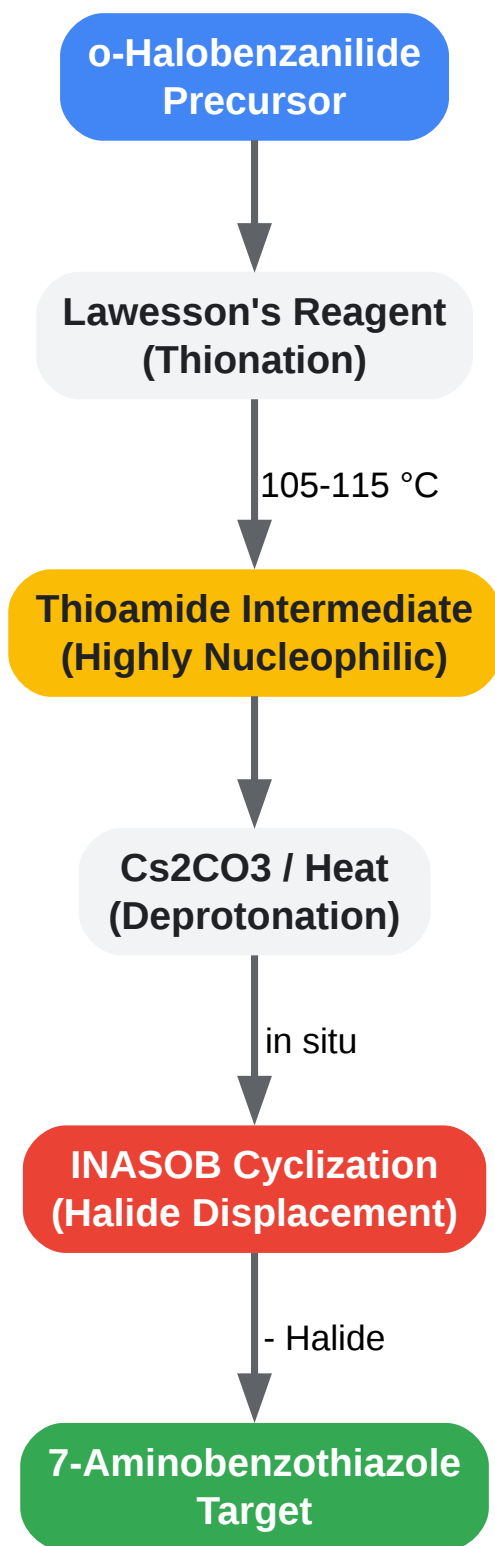 o-Halobenzanilide
Precursor
Lawesson's Reagent
(Thionation)
105-115 °C
Thioamide Intermediate
(Highly Nucleophilic)
Cs2CO3 / Heat
(Deprotonation)
in situ
INASOB Cyclization
(Halide Displacement)
- Halide
7-Aminobenzothiazole
Target